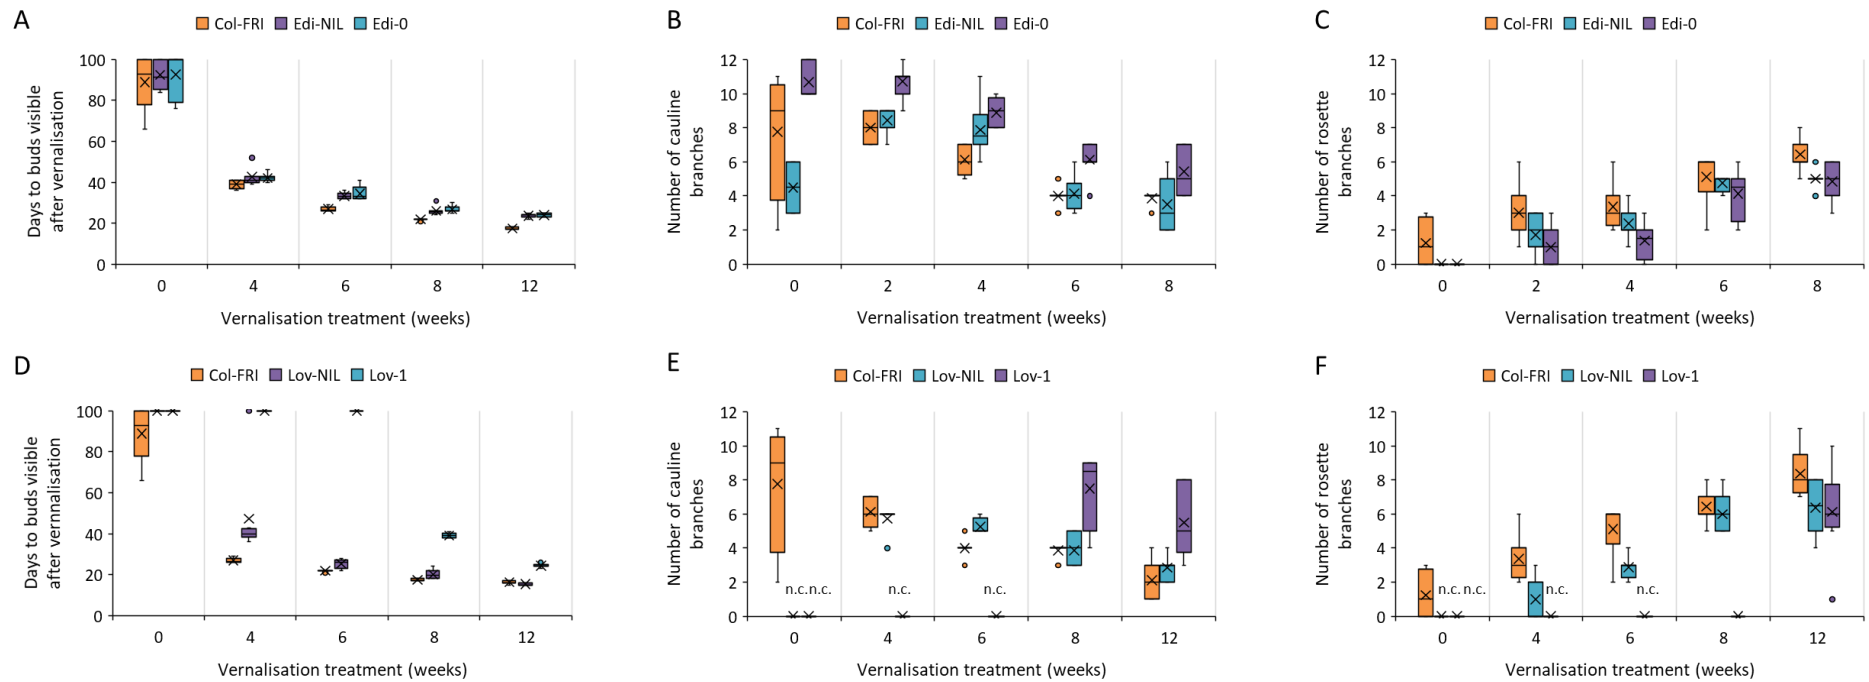 A
Col-FRI Edi-NIL Edi-0
Days to buds visible
after vernalisation
100
80
60
40
20
0
0 4 6 8 12
Vernalisation treatment (weeks)
B
Col-FRI Edi-NIL Edi-0
Number of cauline
branches
12
10
8
6
4
2
0
0 2 4 6 8
Vernalisation treatment (weeks)
C
Col-FRI Edi-NIL Edi-0
Number of rosette
branches
12
10
8
6
4
2
0
0 2 4 6 8
Vernalisation treatment (weeks)
D
Col-FRI Lov-NIL Lov-1
Days to buds visible
after vernnalisation
100
80
60
40
20
0
0 4 6 8 12
Vernalisation treatment (weeks)
E
Col-FRI Lov-NIL Lov-1
Number of cauline
branches
12
10
8
6
4
2
0
n.c. n.c. n.c. n.c.
0 4 6 8 12
Vernalisation treatment (weeks)
F
Col-FRI Lov-NIL Lov-1
Number of rosette
branches
12
10
8
6
4
2
0
n.c. n.c. n.c. n.c.
0 4 6 8 12
Vernalisation treatment (weeks)